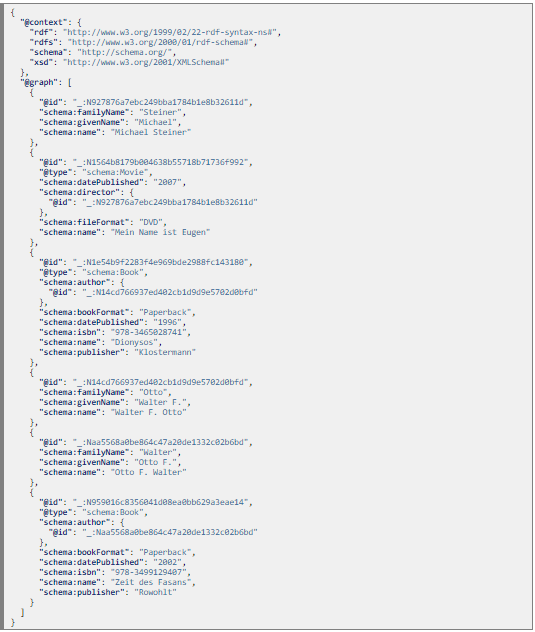 {
"@context": {
"rdf": "http://www.w3.org/1999/02/22-rdf-syntax-ns#",
"rdfs": "http://www.w3.org/2000/01/rdf-schema#",
"schema": "http://schema.org/",
"xsd": "http://www.w3.org/2001/XMLSchema#"
},
"@graph": [
{
"@id": "_:N927876a7ebc249bba1784b1e8b32611d",
"schema:familyName": "Steiner",
"schema:givenName": "Michael",
"schema:name": "Michael Steiner"
},
{
"@id": "_:N1564b8179b004638b55718b71736f992",
"@type": "schema:Movie",
"schema:datePublished": "2007",
"schema:director": {
"@id": "_:N927876a7ebc249bba1784b1e8b32611d"
},
"schema:fileFormat": "DVD",
"schema:name": "Mein Name ist Eugen"
},
{
"@id": "_:N1e54b9f2283f4e969bde2988fc143180",
"@type": "schema:Book",
"schema:author": {
"@id": "_:N14cd766937ed402cb1d9d9e5702d0bfd"
},
"schema:bookFormat": "Paperback",
"schema:datePublished": "1996",
"schema:isbn": "978-3465028741",
"schema:name": "Dionysos",
"schema:publisher": "Klostermann"
},
{
"@id": "_:N14cd766937ed402cb1d9d9e5702d0bfd",
"schema:familyName": "Otto",
"schema:givenName": "Walter F.",
"schema:name": "Walter F. Otto"
},
{
"@id": "_:Naa5568a0be864c47a20de1332c02b6bd",
"schema:familyName": "Walter",
"schema:givenName": "Otto F.",
"schema:name": "Otto F. Walter"
},
{
"@id": "_:N959016c8356041d08ea0bb629a3eae14",
"@type": "schema:Book",
"schema:author": {
"@id": "_:Naa5568a0be864c47a20de1332c02b6bd"
},
"schema:bookFormat": "Paperback",
"schema:datePublished": "2002",
"schema:isbn": "978-3499129407",
"schema:name": "Zeit des Fasans",
"schema:publisher": "Rowohlt"
}
]
}